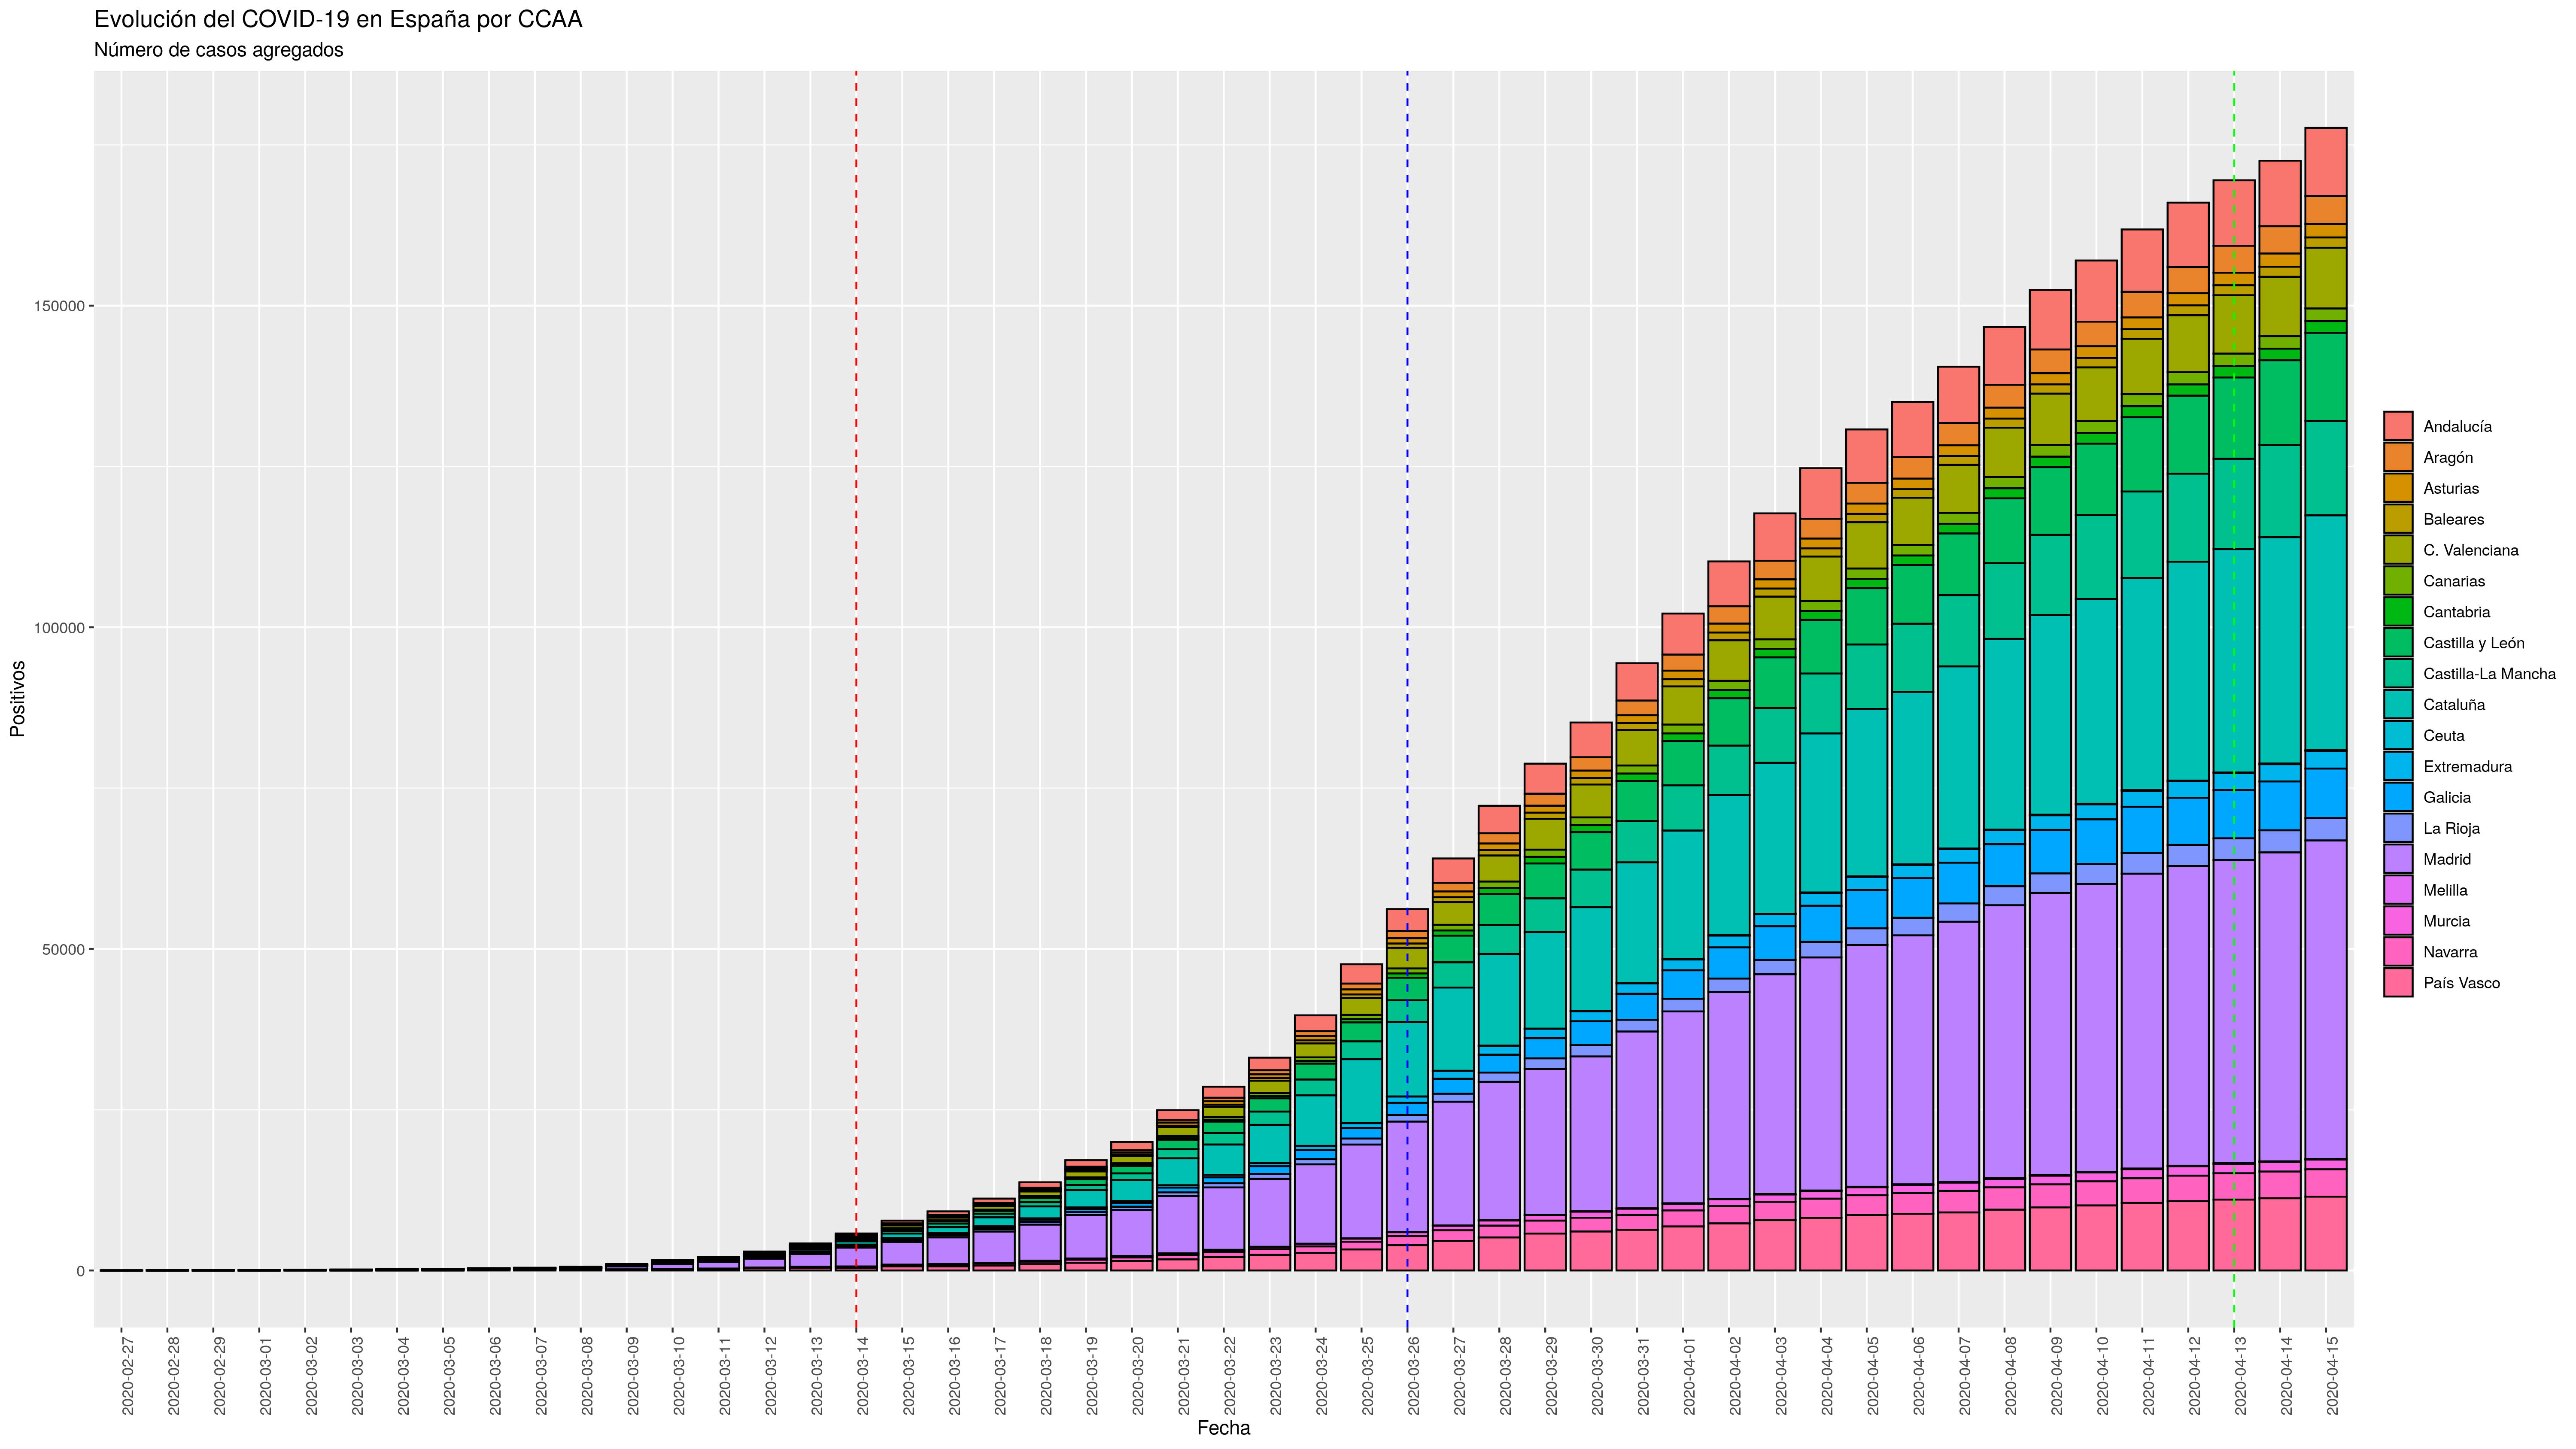 Evolución del COVID-19 en España por CCAA
Número de casos agregados
Positivos
150000
100000
50000
0
2020-02-27
2020-02-28
2020-02-29
2020-03-01
2020-03-02
2020-03-03
2020-03-04
2020-03-05
2020-03-06
2020-03-07
2020-03-08
2020-03-09
2020-03-10
2020-03-11
2020-03-12
2020-03-13
2020-03-14
2020-03-15
2020-03-16
2020-03-17
2020-03-18
2020-03-19
2020-03-20
2020-03-21
2020-03-22
2020-03-23
2020-03-24
2020-03-25
2020-03-26
2020-03-27
2020-03-28
2020-03-29
2020-03-30
2020-03-31
2020-04-01
2020-04-02
2020-04-03
2020-04-04
2020-04-05
2020-04-06
2020-04-07
2020-04-08
2020-04-09
2020-04-10
2020-04-11
2020-04-12
2020-04-13
2020-04-14
2020-04-15
Fecha
Andalucía
Aragón
Asturias
Baleares
C. Valenciana
Canarias
Cantabria
Castilla y León
Castilla-La Mancha
Cataluña
Ceuta
Extremadura
Galicia
La Rioja
Madrid
Melilla
Murcia
Navarra
País Vasco